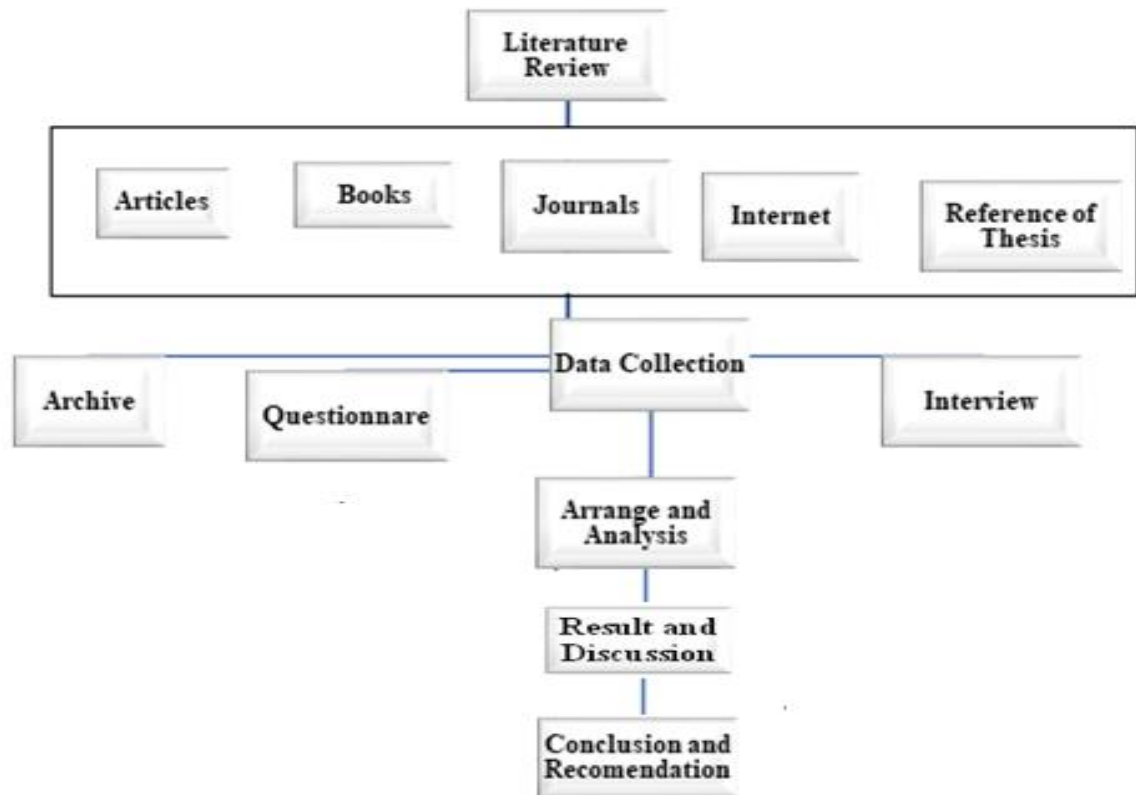 Literature
Review
Articles
Books
Journals
Internet
Reference of
Thesis
Data Collection
Archive
Questionnare
Interview
Arrange and
Analysis
Result and
Discussion
Conclusion and
Recomendation